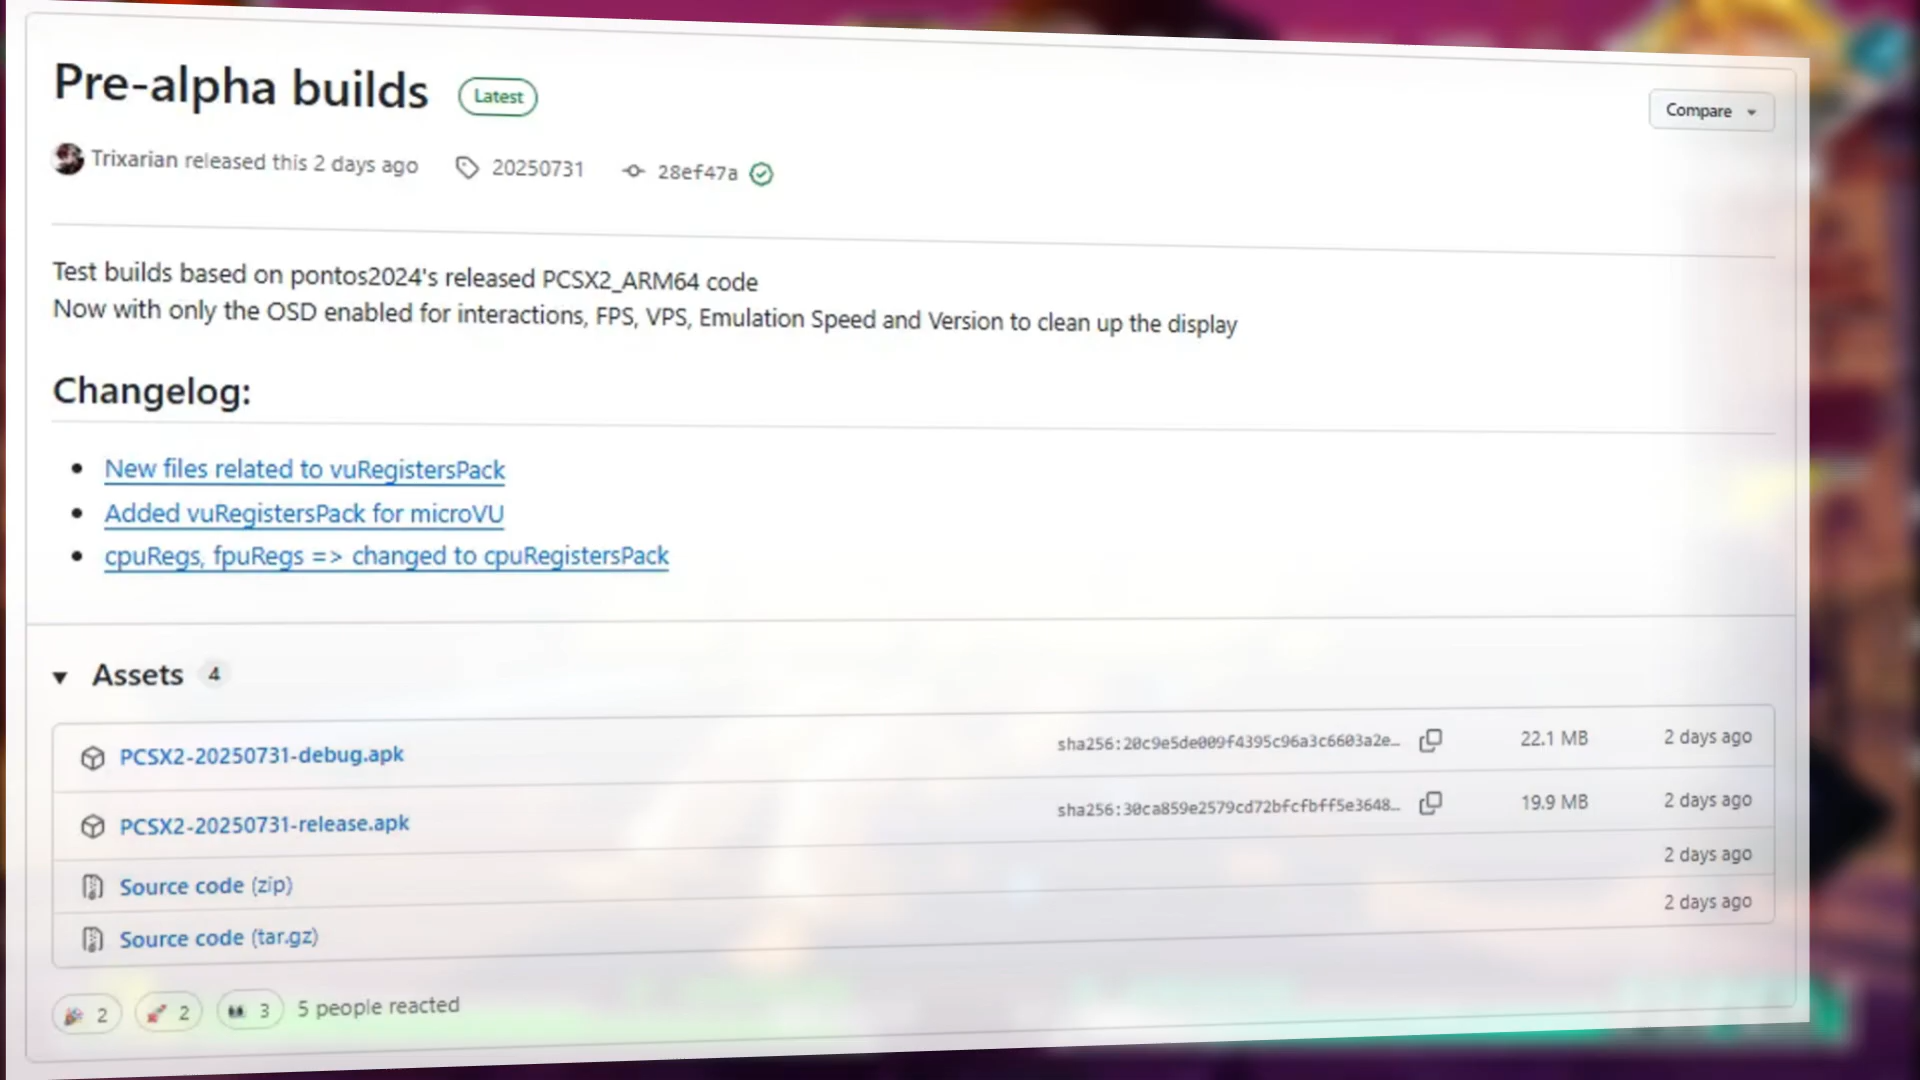 Pre-alpha builds Latest
Compare
Trixarian released this 2 days ago 20250731 28ef47a
Test builds based on pontos2024's released PCSX2_ARM64 code
Now with only the OSD enabled for interactions, FPS, VPS, Emulation Speed and Version to clean up the display
Changelog:
New files related to vuRegistersPack
Added vuRegistersPack for microVU
cpuRegs, fpuRegs => changed to cpuRegistersPack
Assets 4
PCSX2-20250731-debug.apk sha256:20c9e5de009f4395c96a3c6603a2e… 22.1 MB 2 days ago
PCSX2-20250731-release.apk sha256:30ca859e2579cd72bfcfbff5e3648… 19.9 MB 2 days ago
Source code (zip) 2 days ago
Source code (tar.gz) 2 days ago
2 2 3 5 people reacted